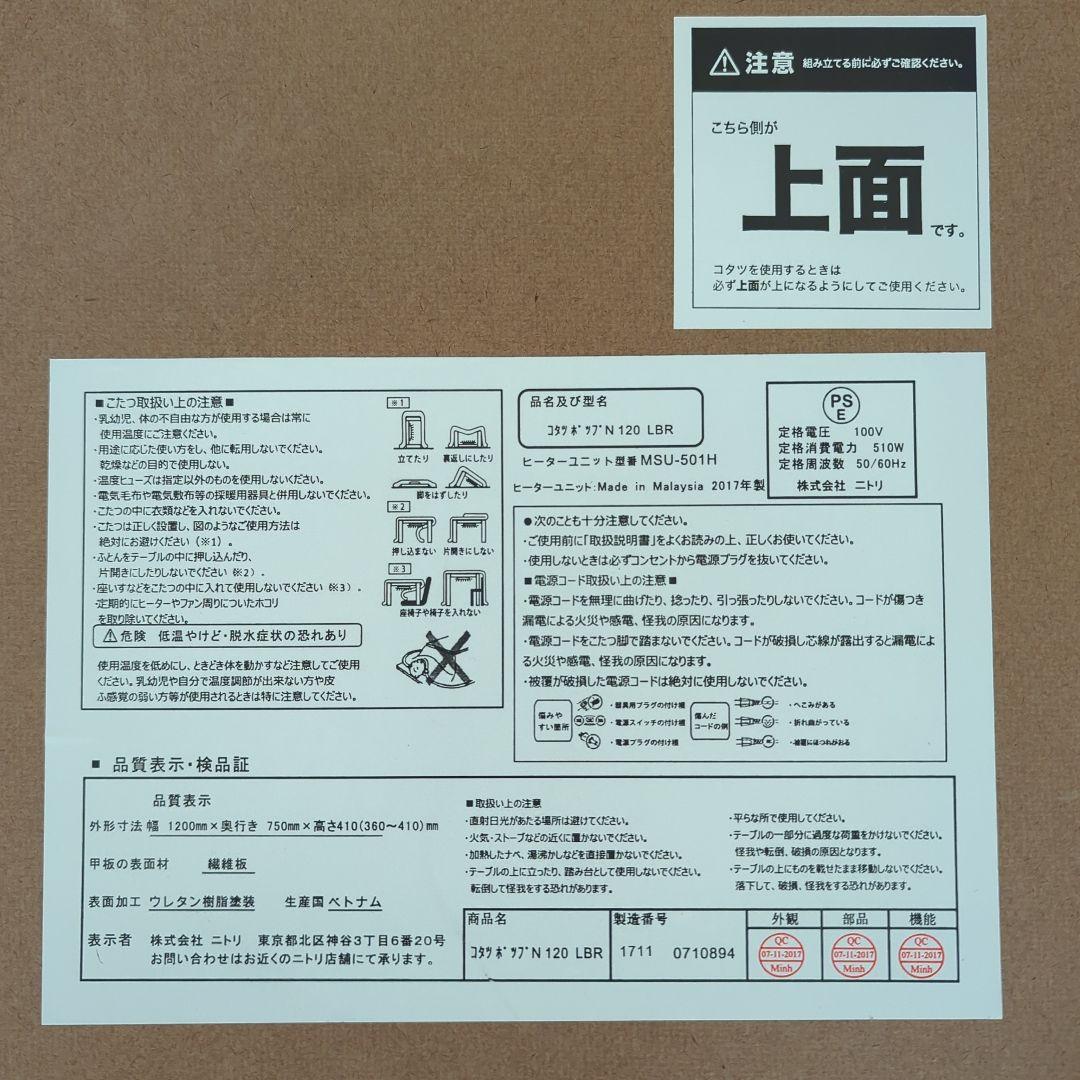 注意 組み立てる前に必ずご確認ください。
こちら側が
上面
です。
コタツを使用するときは
必ず上面が上になるようにしてご使用ください。
■こたつ取扱い上の注意■
・乳幼児、体の不自由な方が使用する場合は常に
使用温度にご注意ください。
・用途に応じた使い方をし、他に転用しないでください。
乾燥などの目的で使用しない。
・温度ヒューズは指定以外のものを使用しないください。
・電気毛布や電気敷布等の採暖用器具と併用しないでください。
・こたつの中に衣類などを入れないでください。
・こたつは正しく設置し、図のようなご使用方法は
絶対にお避けください（※1）。
・ふとんをテーブルの中に押し込んだり、
片開きにしたりしないでください（※2）.
・座いすなどをこたつの中に入れて使用しないでください（※3）.
・定期的にヒーターやファン周りについたホコリ
を取り除いてください。
危険 低温やけど・脱水症状の恐れあり
使用温度を低めにし、ときどき体を動かすなど注意してご使用
ください。乳幼児や自分で温度調節が出来ない方や皮
ふ感覚の弱い方等が使用されるときは特に注意してください。
※1
立てたり 裏返しにしたり
脚をはずしたり
※2
押し込まない 片開きにしない
※3
座椅子や椅子を入れない
品名及び型名
ｺﾀﾂﾎﾟﾂﾌﾟN 120 LBR
ヒーターユニット型番 MSU-501H
ヒーターユニット:Made in Malaysia 2017年製
PS
E
定格電圧 100V
定格消費電力 510W
定格周波数 50/60Hz
株式会社 ニトリ
●次のことも十分注意してください。
・ご使用前に「取扱説明書」をよくお読みの上、正しくお使いてください。
・使用しないときは必ずコンセントから電源プラグを抜いてください。
■電源コード取扱い上の注意■
・電源コードを無理に曲げたり、捻ったり、引っ張ったりしないでください。コードが傷つき
漏電による火災や感電、怪我の原因になります。
・電源コードをこたつ脚で踏まないでください。コードが破損し芯線が露出すると漏電によ
る火災や感電、怪我の原因になります。
・被覆が破損した電源コードは絶対に使用しないでください。
傷みや
すい箇所
・器具用プラグの付け根
・電源スイッチの付け根
・電源プラグの付け根
傷んだ
コードの例
・へこみがある
・折れ曲がっている
・被覆にほつれがおる
■ 品質表示・検品証
品質表示
外形寸法 幅 1200mm×奥行き 750mm×高さ410(360～410)mm
甲板の表面材 繊維板
表面加工 ウレタン樹脂塗装 生産国 ベトナム
表示者 株式会社 ニトリ 東京都北区神谷3丁目6番20号
お問い合わせはお近くのニトリ店舗にて承ります。
■取扱い上の注意
・直射日光があたる場所は避けてください。
・火気・ストーブなどの近くに置かないでください。
・加熱したナベ、湯沸かしなどを直接置かないでください。
・テーブルの上に立ったり、踏み台として使用しないでください。
転倒して怪我をする恐れがあります。
・平らな所で使用してください。
・テーブルの一部分に過度な荷重をかけないでください。
怪我や転倒、破損の原因となります。
・テーブルの上にものを載せたまま移動しないでください。
落下して、破損、怪我をする恐れがあります。
商品名 製造番号 外観 部品 機能
ｺﾀﾂﾎﾟﾂﾌﾟN 120 LBR 1711 0710894
QC 07-11-2017 Minh
QC 07-11-2017 Minh
QC 07-11-2017 Minh